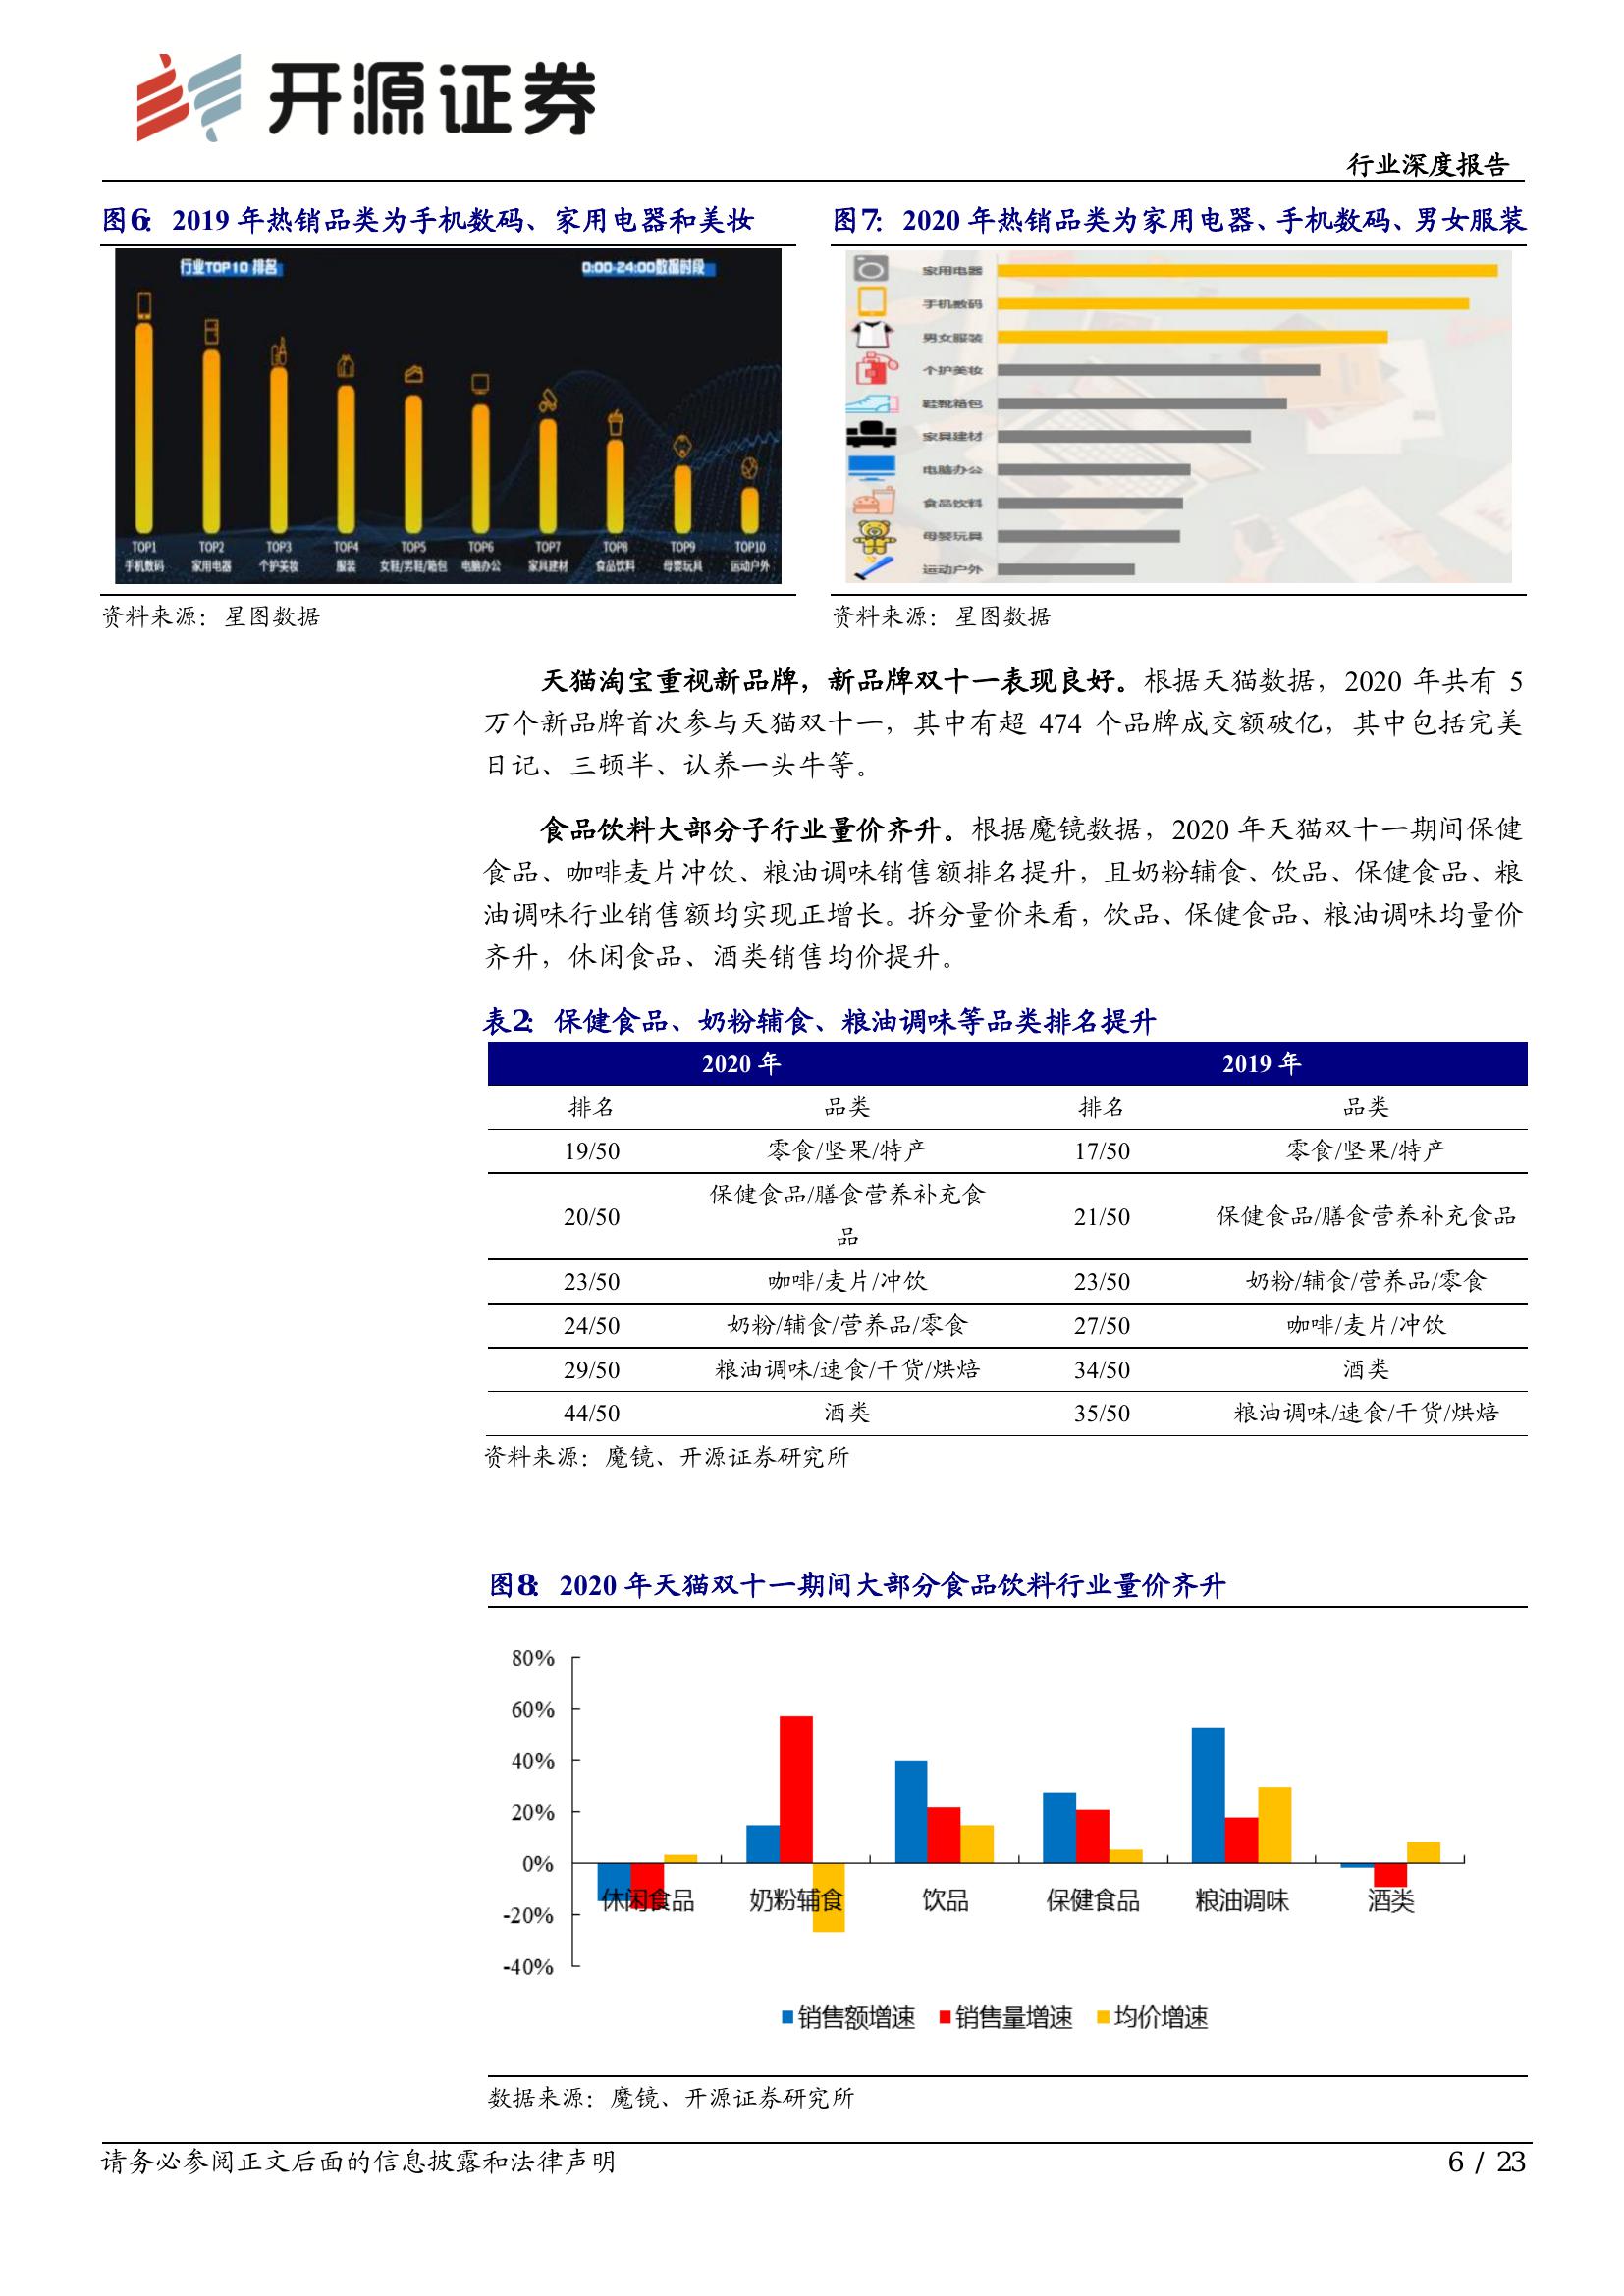 开源证券
行业深度报告
图6： 2019 年热销品类为手机数码、家用电器和美妆
行业TOP10 排名
0:00-24:00数据时段
TOP1 TOP2 TOP3 TOP4 TOP5 TOP6 TOP7 TOP8 TOP9 TOP10
手机数码 家用电器 个护美妆 服装 女鞋/男鞋/箱包 电脑办公 家具建材 食品饮料 母婴玩具 运动户外
资料来源：星图数据
图7： 2020 年热销品类为家用电器、手机数码、男女服装
家用电器
手机数码
男女服装
个护美妆
鞋靴箱包
家具建材
电脑办公
食品饮料
母婴玩具
运动户外
资料来源：星图数据
天猫淘宝重视新品牌，新品牌双十一表现良好。根据天猫数据，2020 年共有 5
万个新品牌首次参与天猫双十一，其中有超 474 个品牌成交额破亿，其中包括完美
日记、三顿半、认养一头牛等。
食品饮料大部分子行业量价齐升。根据魔镜数据，2020 年天猫双十一期间保健
食品、咖啡麦片冲饮、粮油调味销售额排名提升，且奶粉辅食、饮品、保健食品、粮
油调味行业销售额均实现正增长。拆分量价来看，饮品、保健食品、粮油调味均量价
齐升，休闲食品、酒类销售均价提升。
表2： 保健食品、奶粉辅食、粮油调味等品类排名提升
2020 年 2019 年
排名 品类 排名 品类
19/50 零食/坚果/特产 17/50 零食/坚果/特产
20/50 保健食品/膳食营养补充食
品 21/50 保健食品/膳食营养补充食品
23/50 咖啡/麦片/冲饮 23/50 奶粉/辅食/营养品/零食
24/50 奶粉/辅食/营养品/零食 27/50 咖啡/麦片/冲饮
29/50 粮油调味/速食/干货/烘焙 34/50 酒类
44/50 酒类 35/50 粮油调味/速食/干货/烘焙
资料来源：魔镜、开源证券研究所
图8： 2020 年天猫双十一期间大部分食品饮料行业量价齐升
80%
60%
40%
20%
0%
-20%
-40%
休闲食品 奶粉辅食 饮品 保健食品 粮油调味 酒类
销售额增速 销售量增速 均价增速
数据来源：魔镜、开源证券研究所
请务必参阅正文后面的信息披露和法律声明
6 / 23